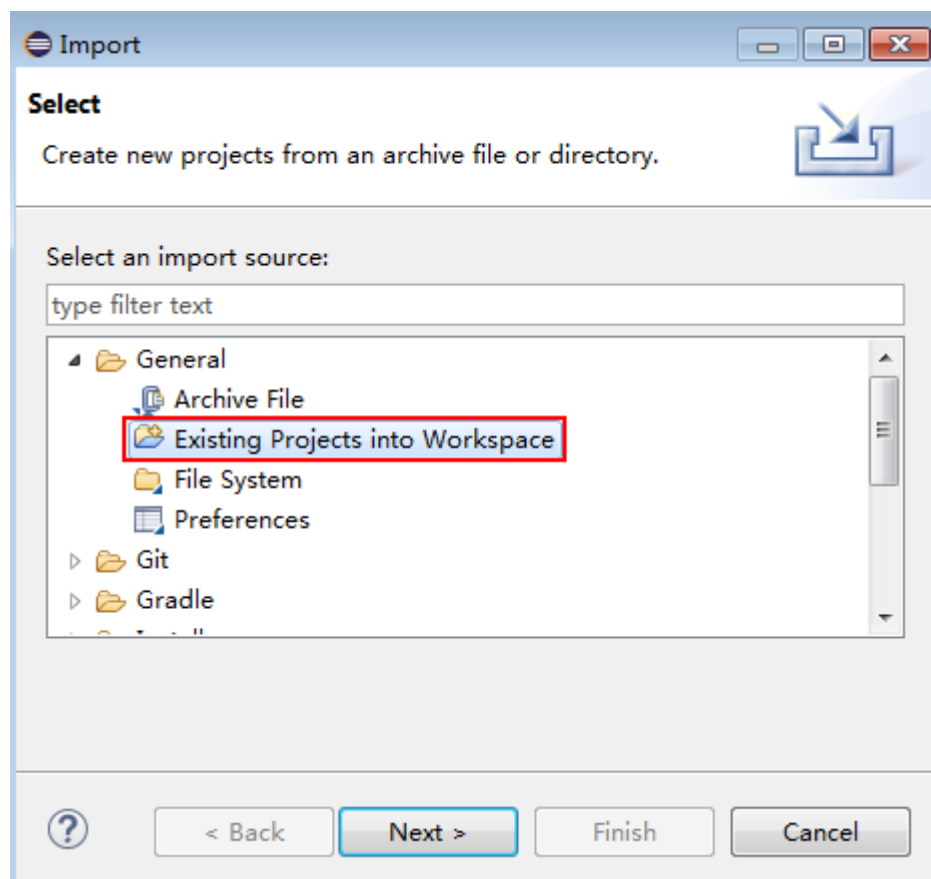 Import
Select
Create new projects from an archive file or directory.
Select an import source:
type filter text
General
Archive File
Existing Projects into Workspace
File System
Preferences
Git
Gradle
?
< Back Next > Finish Cancel